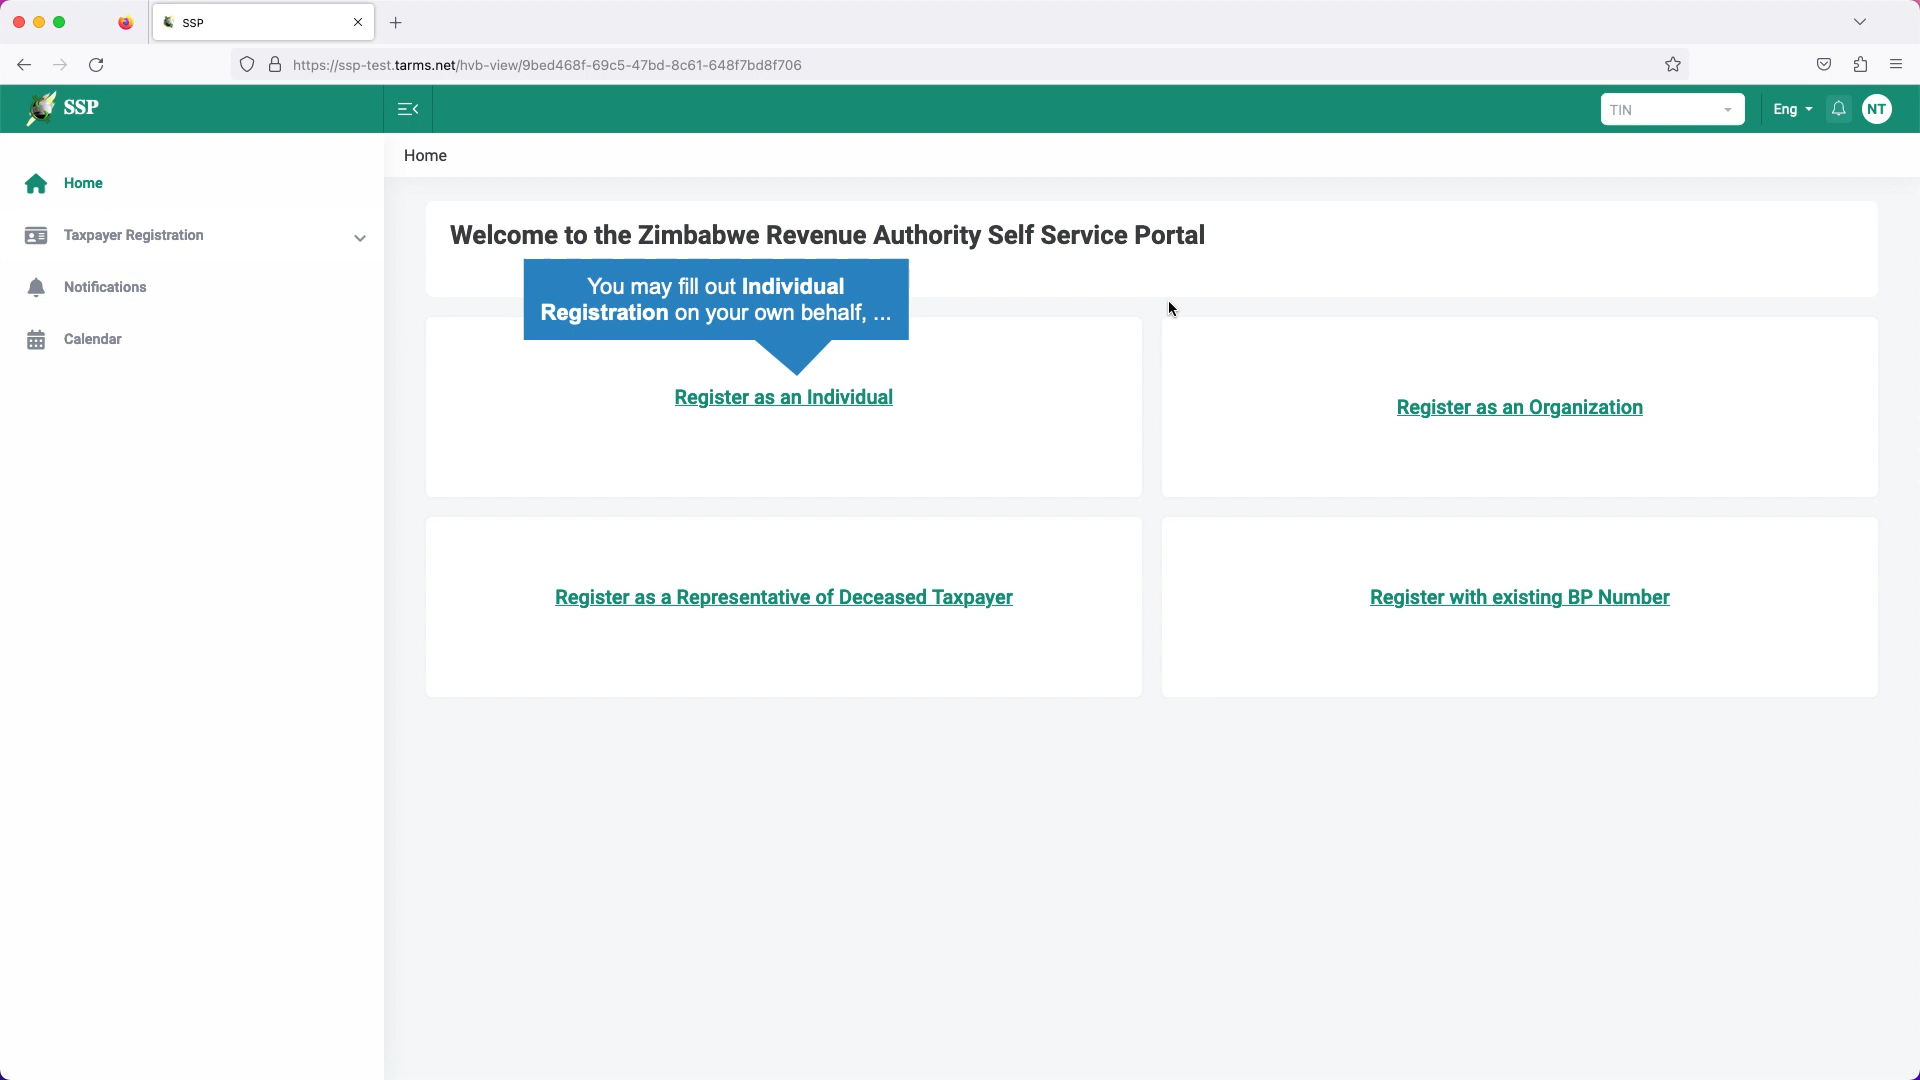 SSP
https://ssp-test.tarms.net/hvb-view/9bed468f-69c5-47bd-8c61-648f7bd8f706
SSP
TIN
Eng
NT
Home
Home
Taxpayer Registration
Notifications
Calendar
Welcome to the Zimbabwe Revenue Authority Self Service Portal
You may fill out Individual
Registration on your own behalf, ...
Register as an Individual
Register as an Organization
Register as a Representative of Deceased Taxpayer
Register with existing BP Number